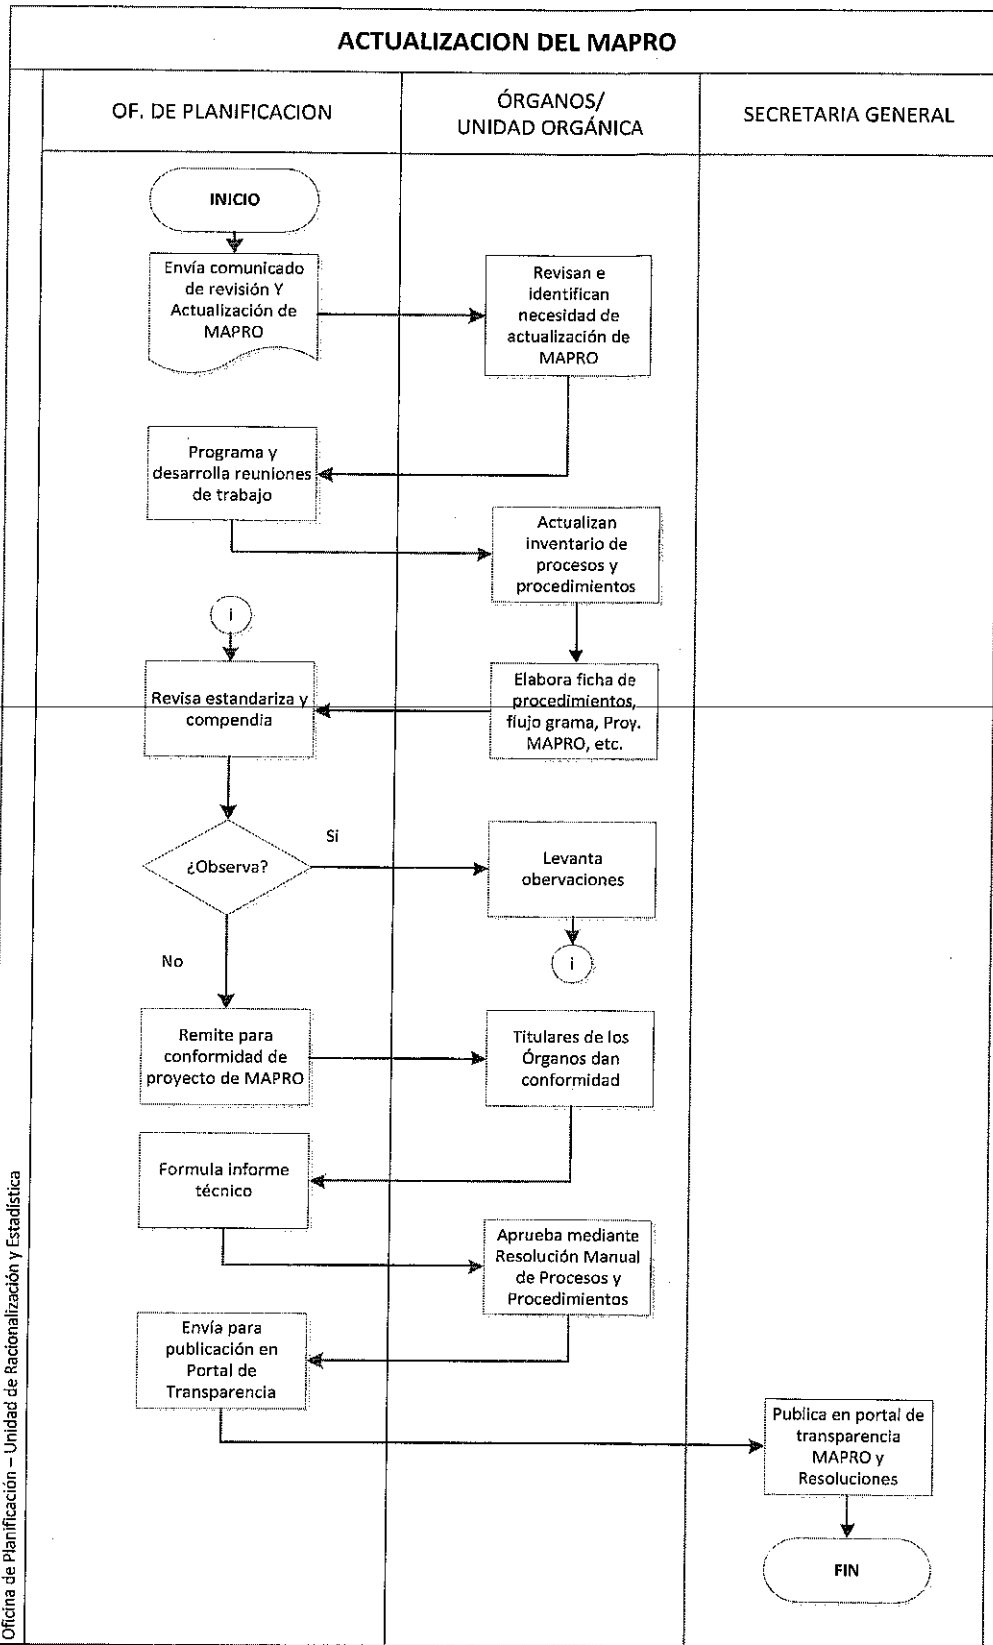 ACTUALIZACION DEL MAPRO
OF. DE PLANIFICACION
ÓRGANOS/
UNIDAD ORGÁNICA
SECRETARIA GENERAL
INICIO
Envía comunicado
de revisión Y
Actualización de
MAPRO
Revisan e
identifican
necesidad de
actualización de
MAPRO
Programa y
desarrolla reuniones
de trabajo
Actualizan
inventario de
procesos y
procedimientos
i
Revisa estandariza y
compendia
Elabora ficha de
procedimientos,
flujo grama, Proy.
MAPRO, etc.
¿Observa?
Si
Levanta
obervaciones
i
No
Remite para
conformidad de
proyecto de MAPRO
Titulares de los
Órganos dan
conformidad
Formula informe
técnico
Aprueba mediante
Resolución Manual
de Procesos y
Procedimientos
Envía para
publicación en
Portal de
Transparencia
Publica en portal de
transparencia
MAPRO y
Resoluciones
FIN
Oficina de Planificación – Unidad de Racionalización y Estadística